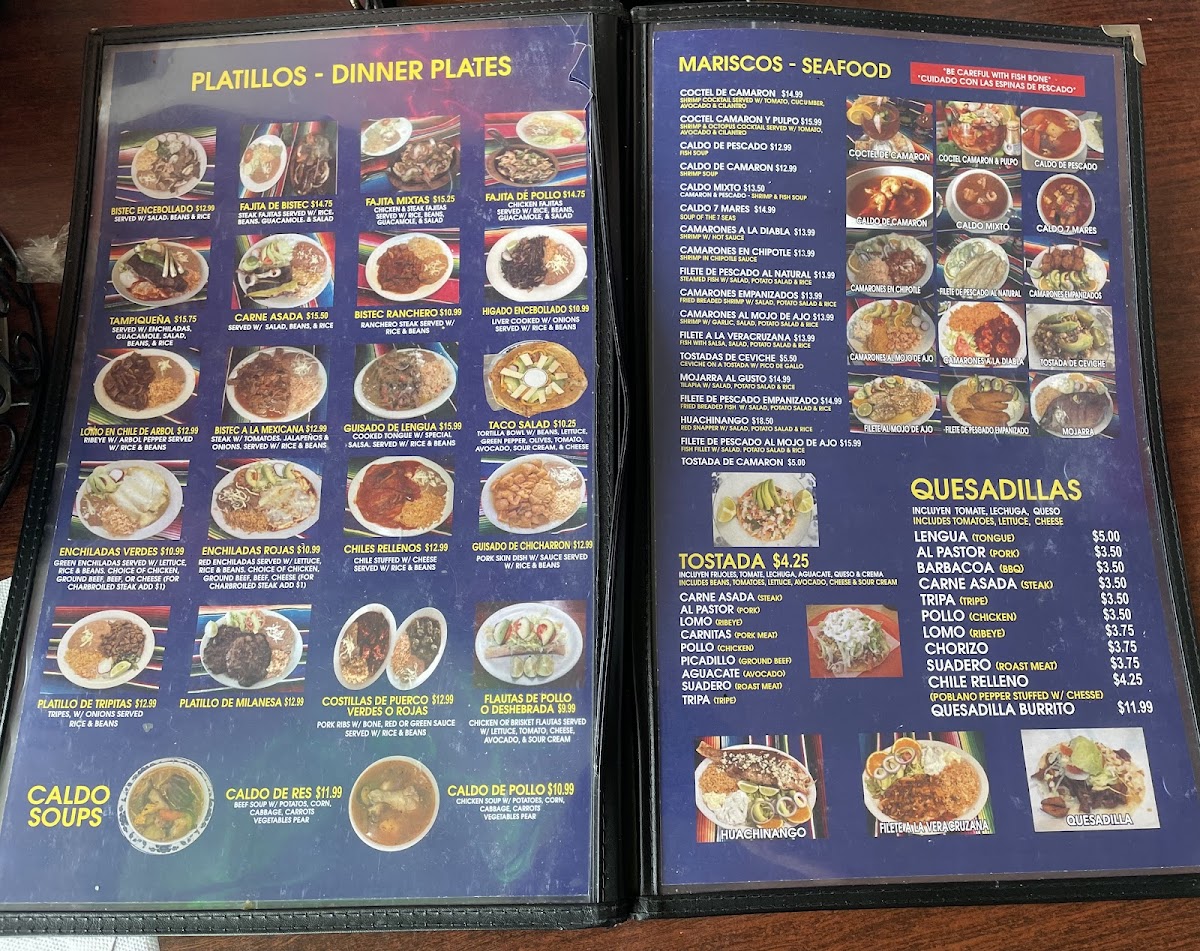 PLATILLOS - DINNER PLATES
BISTEC ENCEBOLLADO $12.99
SERVED W/ SALAD, BEANS & RICE
FAJITA DE BISTEC $14.75
STEAK FAJITAS SERVED W/ RICE,
BEANS, GUACAMOLE, & SALAD
FAJITA MIXTAS $15.25
CHICKEN & STEAK FAJITAS
SERVED W/ RICE, BEANS,
GUACAMOLE, & SALAD
FAJITA DE POLLO $14.75
CHICKEN FAJITAS
SERVED W/ RICE, BEANS,
GUACAMOLE, & SALAD
TAMPIQUEÑA $15.75
SERVED W/ ENCHILADAS,
GUACAMOLE, SALAD,
BEANS, & RICE
CARNE ASADA $15.50
SERVED W/ SALAD, BEANS, & RICE
BISTEC RANCHERO $10.99
RANCHERO STEAK SERVED W/
RICE & BEANS
HIGADO ENCEBOLLADO $10.99
LIVER COOKED W/ ONIONS
SERVED W/ RICE & BEANS
LOMO EN CHILE DE ARBOL $12.99
RIBEYE W/ ARBOL PEPPER SERVED
W/ RICE & BEANS
BISTEC A LA MEXICANA $12.99
STEAK W/ TOMATOES, JALAPEÑOS &
ONIONS. SERVED W/ RICE & BEANS
GUISADO DE LENGUA $15.99
COOKED TONGUE W/ SPECIAL
SALSA. SERVED W/ RICE & BEANS
TACO SALAD $10.25
TORTILLA BOWL W/ BEANS, LETTUCE,
GREEN PEPPER, OLIVES, TOMATO,
AVOCADO, SOUR CREAM, & CHEESE
ENCHILADAS VERDES $10.99
GREEN ENCHILADAS SERVED W/ LETTUCE,
RICE & BEANS. CHOICE OF CHICKEN,
GROUND BEEF, BEEF, OR CHEESE (FOR
CHARBROILED STEAK ADD $1)
ENCHILADAS ROJAS $10.99
RED ENCHILADAS SERVED W/ LETTUCE,
RICE & BEANS. CHOICE OF CHICKEN,
GROUND BEEF, BEEF, CHEESE (FOR
CHARBROILED STEAK ADD $1)
CHILES RELLENOS $12.99
CHILE STUFFED W/ CHEESE
SERVED W/ RICE & BEANS
GUISADO DE CHICHARRON $12.99
PORK SKIN DISH W/ SAUCE SERVED
W/ RICE & BEANS
PLATILLO DE TRIPITAS $12.99
TRIPES, W/ ONIONS SERVED
RICE & BEANS
PLATILLO DE MILANESA $12.99
COSTILLAS DE PUERCO $12.99
VERDES O ROJAS
PORK RIBS W/ BONE, RED OR GREEN SAUCE
SERVED W/ RICE & BEANS
FLAUTAS DE POLLO
O DESHEBRADA $9.99
CHICKEN OR BRISKET FLAUTAS SERVED
W/ LETTUCE, TOMATO, CHEESE,
AVOCADO, & SOUR CREAM
CALDO
SOUPS
CALDO DE RES $11.99
BEEF SOUP W/ POTATOS, CORN,
CABBAGE, CARROTS
VEGETABLES PEAR
CALDO DE POLLO $10.99
CHICKEN SOUP W/ POTATOES, CORN,
CABBAGE, CARROTS
VEGETABLES PEAR
MARISCOS - SEAFOOD
"BE CAREFUL WITH FISH BONE"
"CUIDADO CON LAS ESPINAS DE PESCADO"
COCTEL DE CAMARON $14.99
SHRIMP COCKTAIL SERVED W/ TOMATO, CUCUMBER,
AVOCADO & CILANTRO
COCTEL CAMARON Y PULPO $15.99
SHRIMP & OCTOPUS COCKTAIL SERVED W/ TOMATO,
AVOCADO & CILANTRO
CALDO DE PESCADO $12.99
FISH SOUP
CALDO DE CAMARON $12.99
SHRIMP SOUP
CALDO MIXTO $13.50
CAMARON & PESCADO - SHRIMP & FISH SOUP
CALDO 7 MARES $14.99
SOUP OF THE 7 SEAS
CAMARONES A LA DIABLA $13.99
SHRIMP W/ HOT SAUCE
CAMARONES EN CHIPOTLE $13.99
SHRIMP IN CHIPOTLE SAUCE
FILETE DE PESCADO AL NATURAL $13.99
STEAMED FISH W/ SALAD, POTATO SALAD & RICE
CAMARONES EMPANIZADOS $13.99
FRIED BREADED SHRIMP W/ SALAD, POTATO SALAD & RICE
CAMARONES AL MOJO DE AJO $13.99
SHRIMP W/ GARLIC, SALAD, POTATO SALAD & RICE
FILETE A LA VERACRUZANA $13.99
FISH WITH SALSA, SALAD, POTATO SALAD & RICE
TOSTADAS DE CEVICHE $5.50
CEVICHE ON A TOSTADA W/ PICO DE GALLO
MOJARRA AL GUSTO $14.99
TILAPIA W/ SALAD, POTATO SALAD & RICE
FILETE DE PESCADO EMPANIZADO $14.99
FRIED BREADED FISH W/ SALAD, POTATO SALAD & RICE
HUACHINANGO $18.50
RED SNAPPER W/ SALAD, POTATO SALAD & RICE
FILETE DE PESCADO AL MOJO DE AJO $15.99
FISH FILLET W/ SALAD, POTATO SALAD & RICE
TOSTADA DE CAMARON $5.00
COCTEL DE CAMARON
COCTEL CAMARON & PULPO
CALDO DE PESCADO
CALDO DE CAMARON
CALDO MIXTO
CALDO 7 MARES
CAMARONES EN CHIPOTLE
FILETE DE PESCADO AL NATURAL
CAMARONES EMPANIZADOS
CAMARONES AL MOJO DE AJO
CAMARONES A LA DIABLA
TOSTADA DE CEVICHE
FILETE AL MOJO DE AJO
FILETE DE PESCADO EMPANIZADO
MOJARRA
TOSTADA $4.25
INCLUYEN FRIJOLES, TOMATE, LECHUGA, AGUACATE, QUESO & CREMA
INCLUDES BEANS, TOMATOES, LETTUCE, AVOCADO, CHEESE & SOUR CREAM
CARNE ASADA (STEAK)
AL PASTOR (PORK)
LOMO (RIBEYE)
CARNITAS (PORK MEAT)
POLLO (CHICKEN)
PICADILLO (GROUND BEEF)
AGUACATE (AVOCADO)
SUADERO (ROAST MEAT)
TRIPA (TRIPE)
QUESADILLAS
INCLUYEN TOMATE, LECHUGA, QUESO
INCLUDES TOMATOES, LETTUCE, CHEESE
LENGUA (TONGUE) $5.00
AL PASTOR (PORK) $3.50
BARBACOA (BBQ) $3.50
CARNE ASADA (STEAK) $3.50
TRIPA (TRIPE) $3.50
POLLO (CHICKEN) $3.50
LOMO (RIBEYE) $3.75
CHORIZO $3.75
SUADERO (ROAST MEAT) $3.75
CHILE RELLENO $4.25
(POBLANO PEPPER STUFFED W/ CHESSE)
QUESADILLA BURRITO $11.99
HUACHINANGO
FILETE A LA VERACRUZANA
QUESADILLA